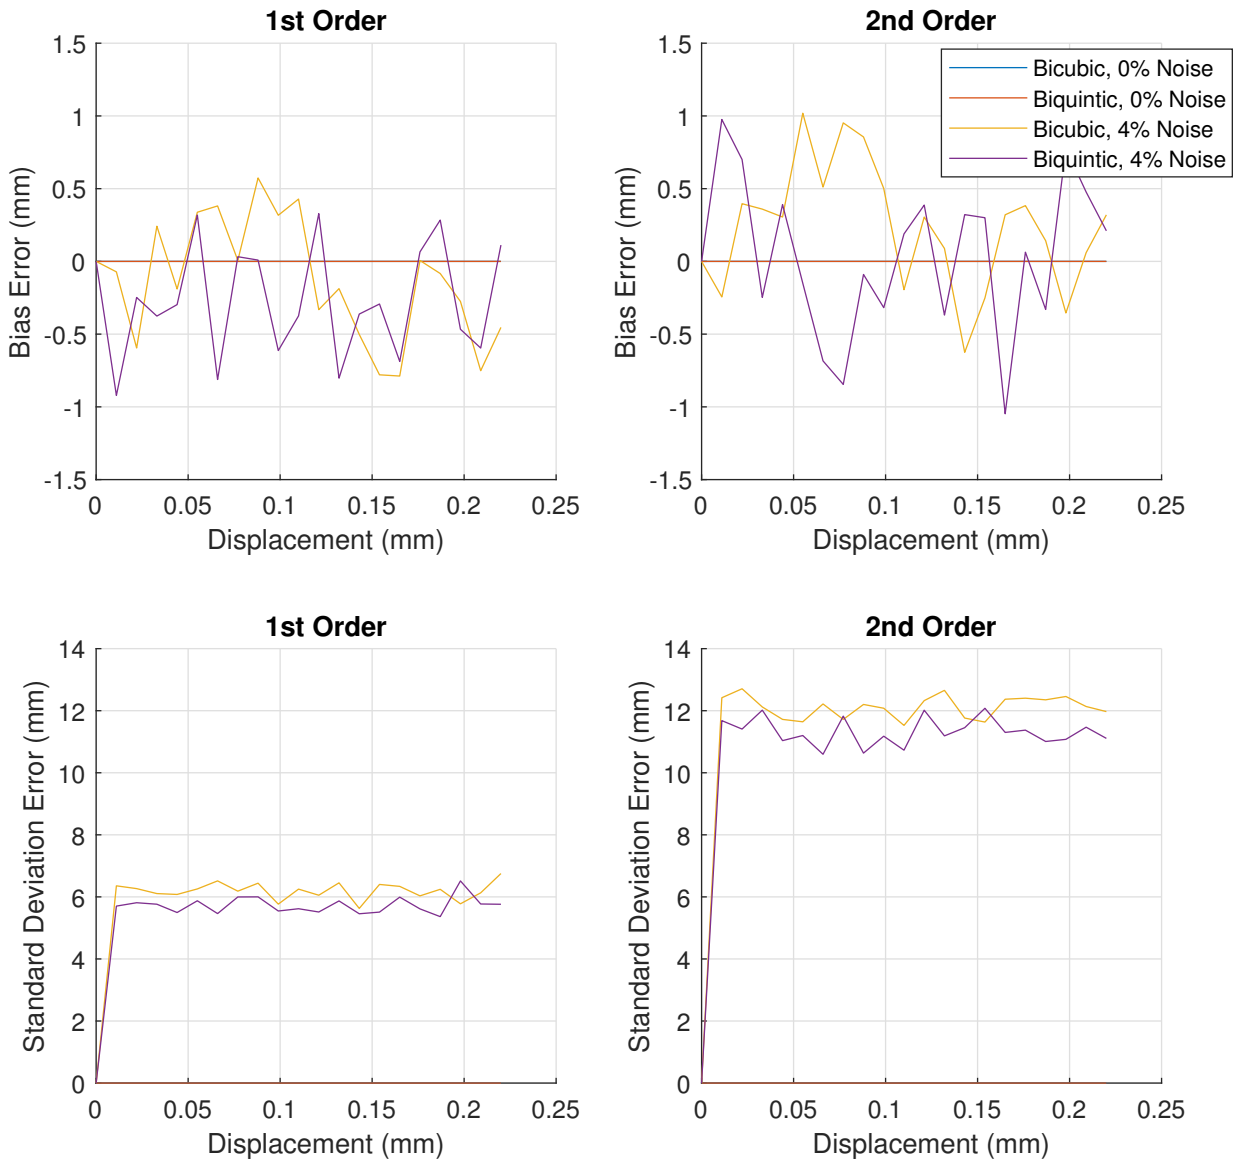 1st Order
1.5
1
0.5
0
-0.5
-1
-1.5
Bias Error (mm)
0 0.05 0.1 0.15 0.2 0.25
Displacement (mm)
2nd Order
1.5
1
0.5
0
-0.5
-1
-1.5
Bias Error (mm)
0 0.05 0.1 0.15 0.2 0.25
Displacement (mm)
Bicubic, 0% Noise
Biquintic, 0% Noise
Bicubic, 4% Noise
Biquintic, 4% Noise
1st Order
14
12
10
8
6
4
2
0
Standard Deviation Error (mm)
0 0.05 0.1 0.15 0.2 0.25
Displacement (mm)
2nd Order
14
12
10
8
6
4
2
0
Standard Deviation Error (mm)
0 0.05 0.1 0.15 0.2 0.25
Displacement (mm)